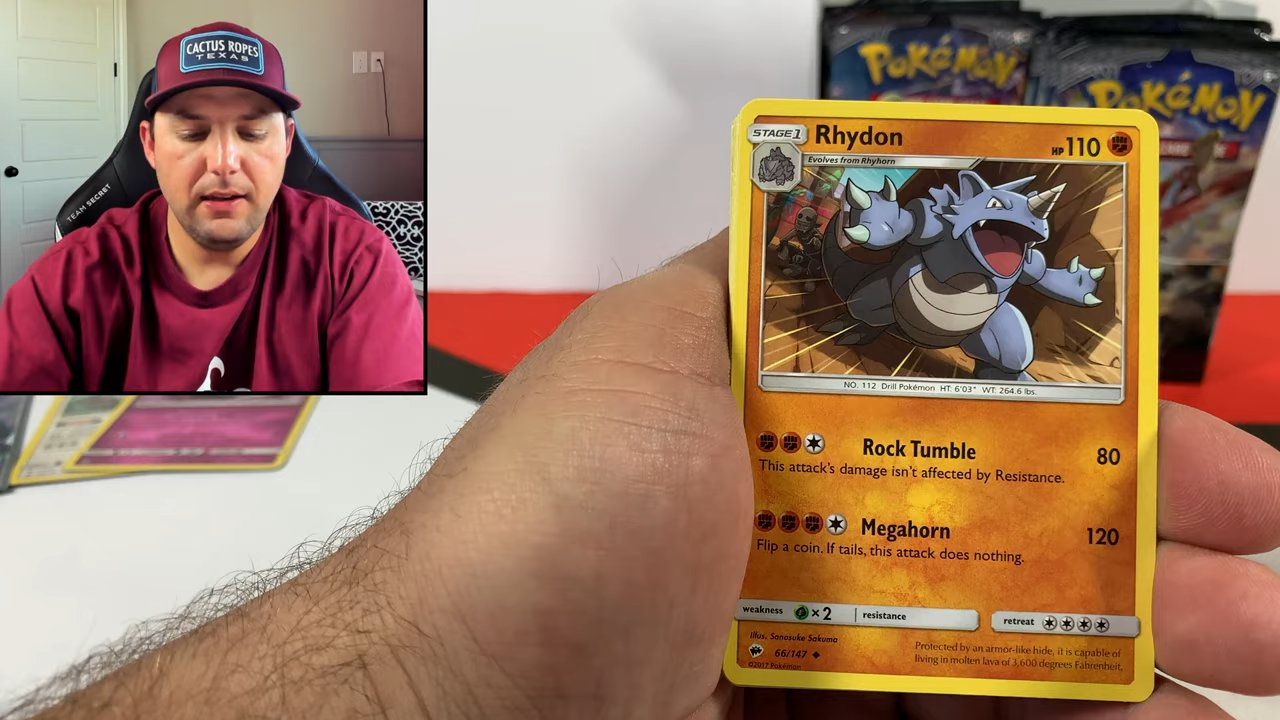 CACTUS ROPES
TEXAS
TEAM SECRET
POKéMON
POKéMON
STAGE 1
Rhydon
HP 110
Evolves from Rhyhorn
NO. 112 Drill Pokémon HT: 6'03" WT: 264.6 lbs.
Rock Tumble 80
This attack's damage isn't affected by Resistance.
Megahorn 120
Flip a coin. If tails, this attack does nothing.
weakness ×2 resistance retreat
Illus. Sanosuke Sakuma
66/147
©2017 Pokémon
Protected by an armor-like hide, it is capable of
living in molten lava of 3,600 degrees Fahrenheit.